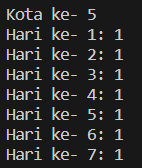 Kota ke- 5
Hari ke- 1: 1
Hari ke- 2: 1
Hari ke- 3: 1
Hari ke- 4: 1
Hari ke- 5: 1
Hari ke- 6: 1
Hari ke- 7: 1